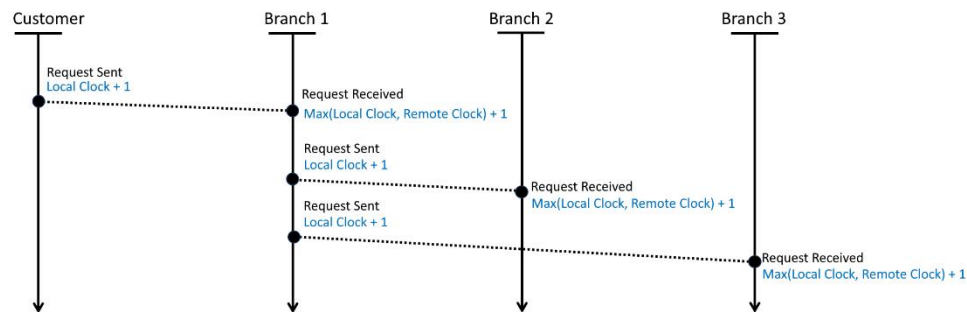 Customer
Branch 1
Branch 2
Branch 3
Request Sent
Local Clock + 1
Request Received
Max(Local Clock, Remote Clock) + 1
Request Sent
Local Clock + 1
Request Received
Max(Local Clock, Remote Clock) + 1
Request Sent
Local Clock + 1
Request Received
Max(Local Clock, Remote Clock) + 1